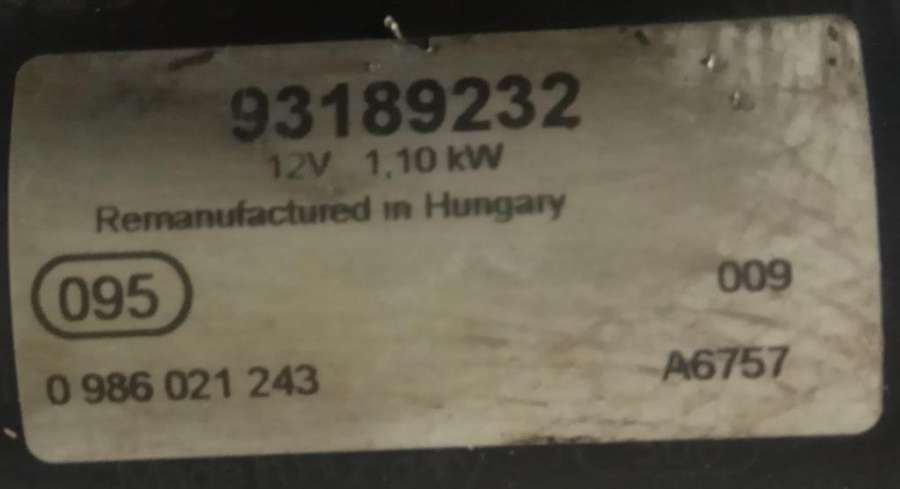 93189232
12V 1,10 kW
Remanufactured in Hungary
095
009
0 986 021 243
A6757